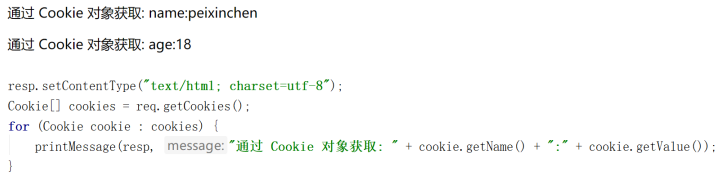 通过 Cookie 对象获取: name:peixinchen
通过 Cookie 对象获取: age:18
resp.setContentType("text/html; charset=utf-8");
Cookie[] cookies = req.getCookies();
for (Cookie cookie : cookies) {
    printMessage(resp, message: "通过 Cookie 对象获取: " + cookie.getName() + ":" + cookie.getValue());
}